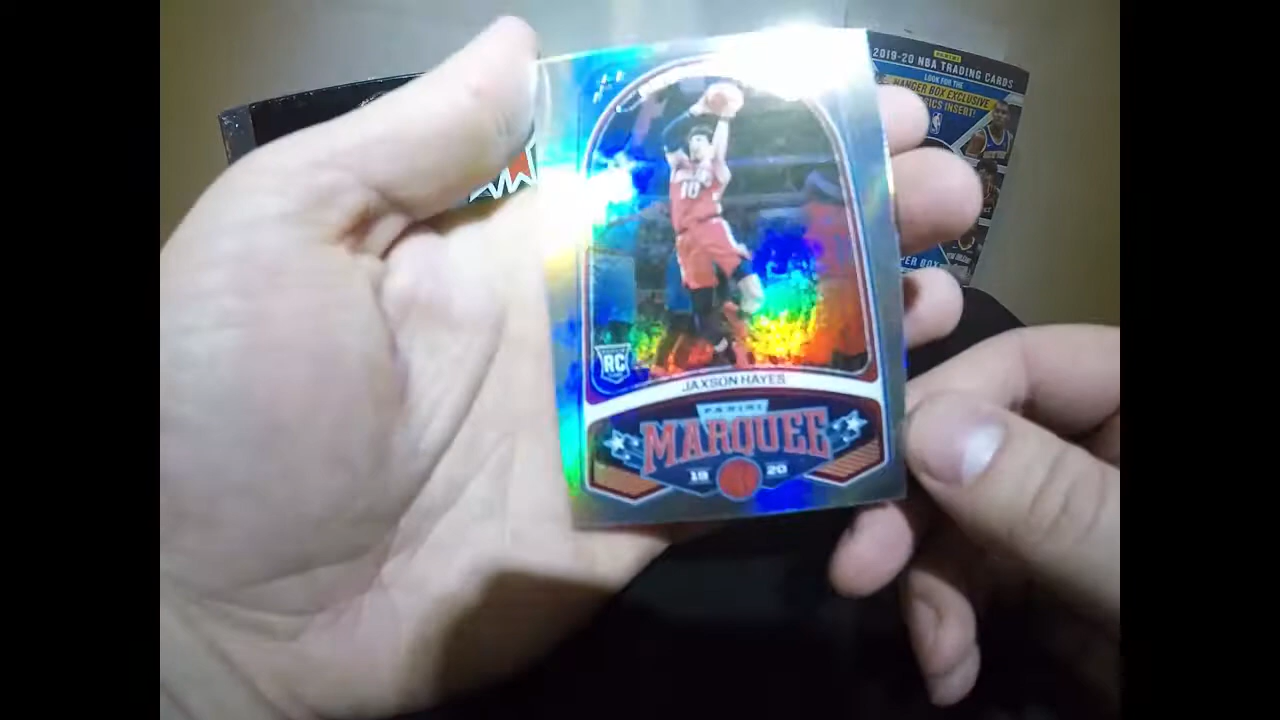 PANINI
2019-20 NBA TRADING CARDS
LOOK FOR THE
HANGER BOX EXCLUSIVE
INSERT!
10
RC
JAXSON HAYES
PANINI
MARQUEE
19 20